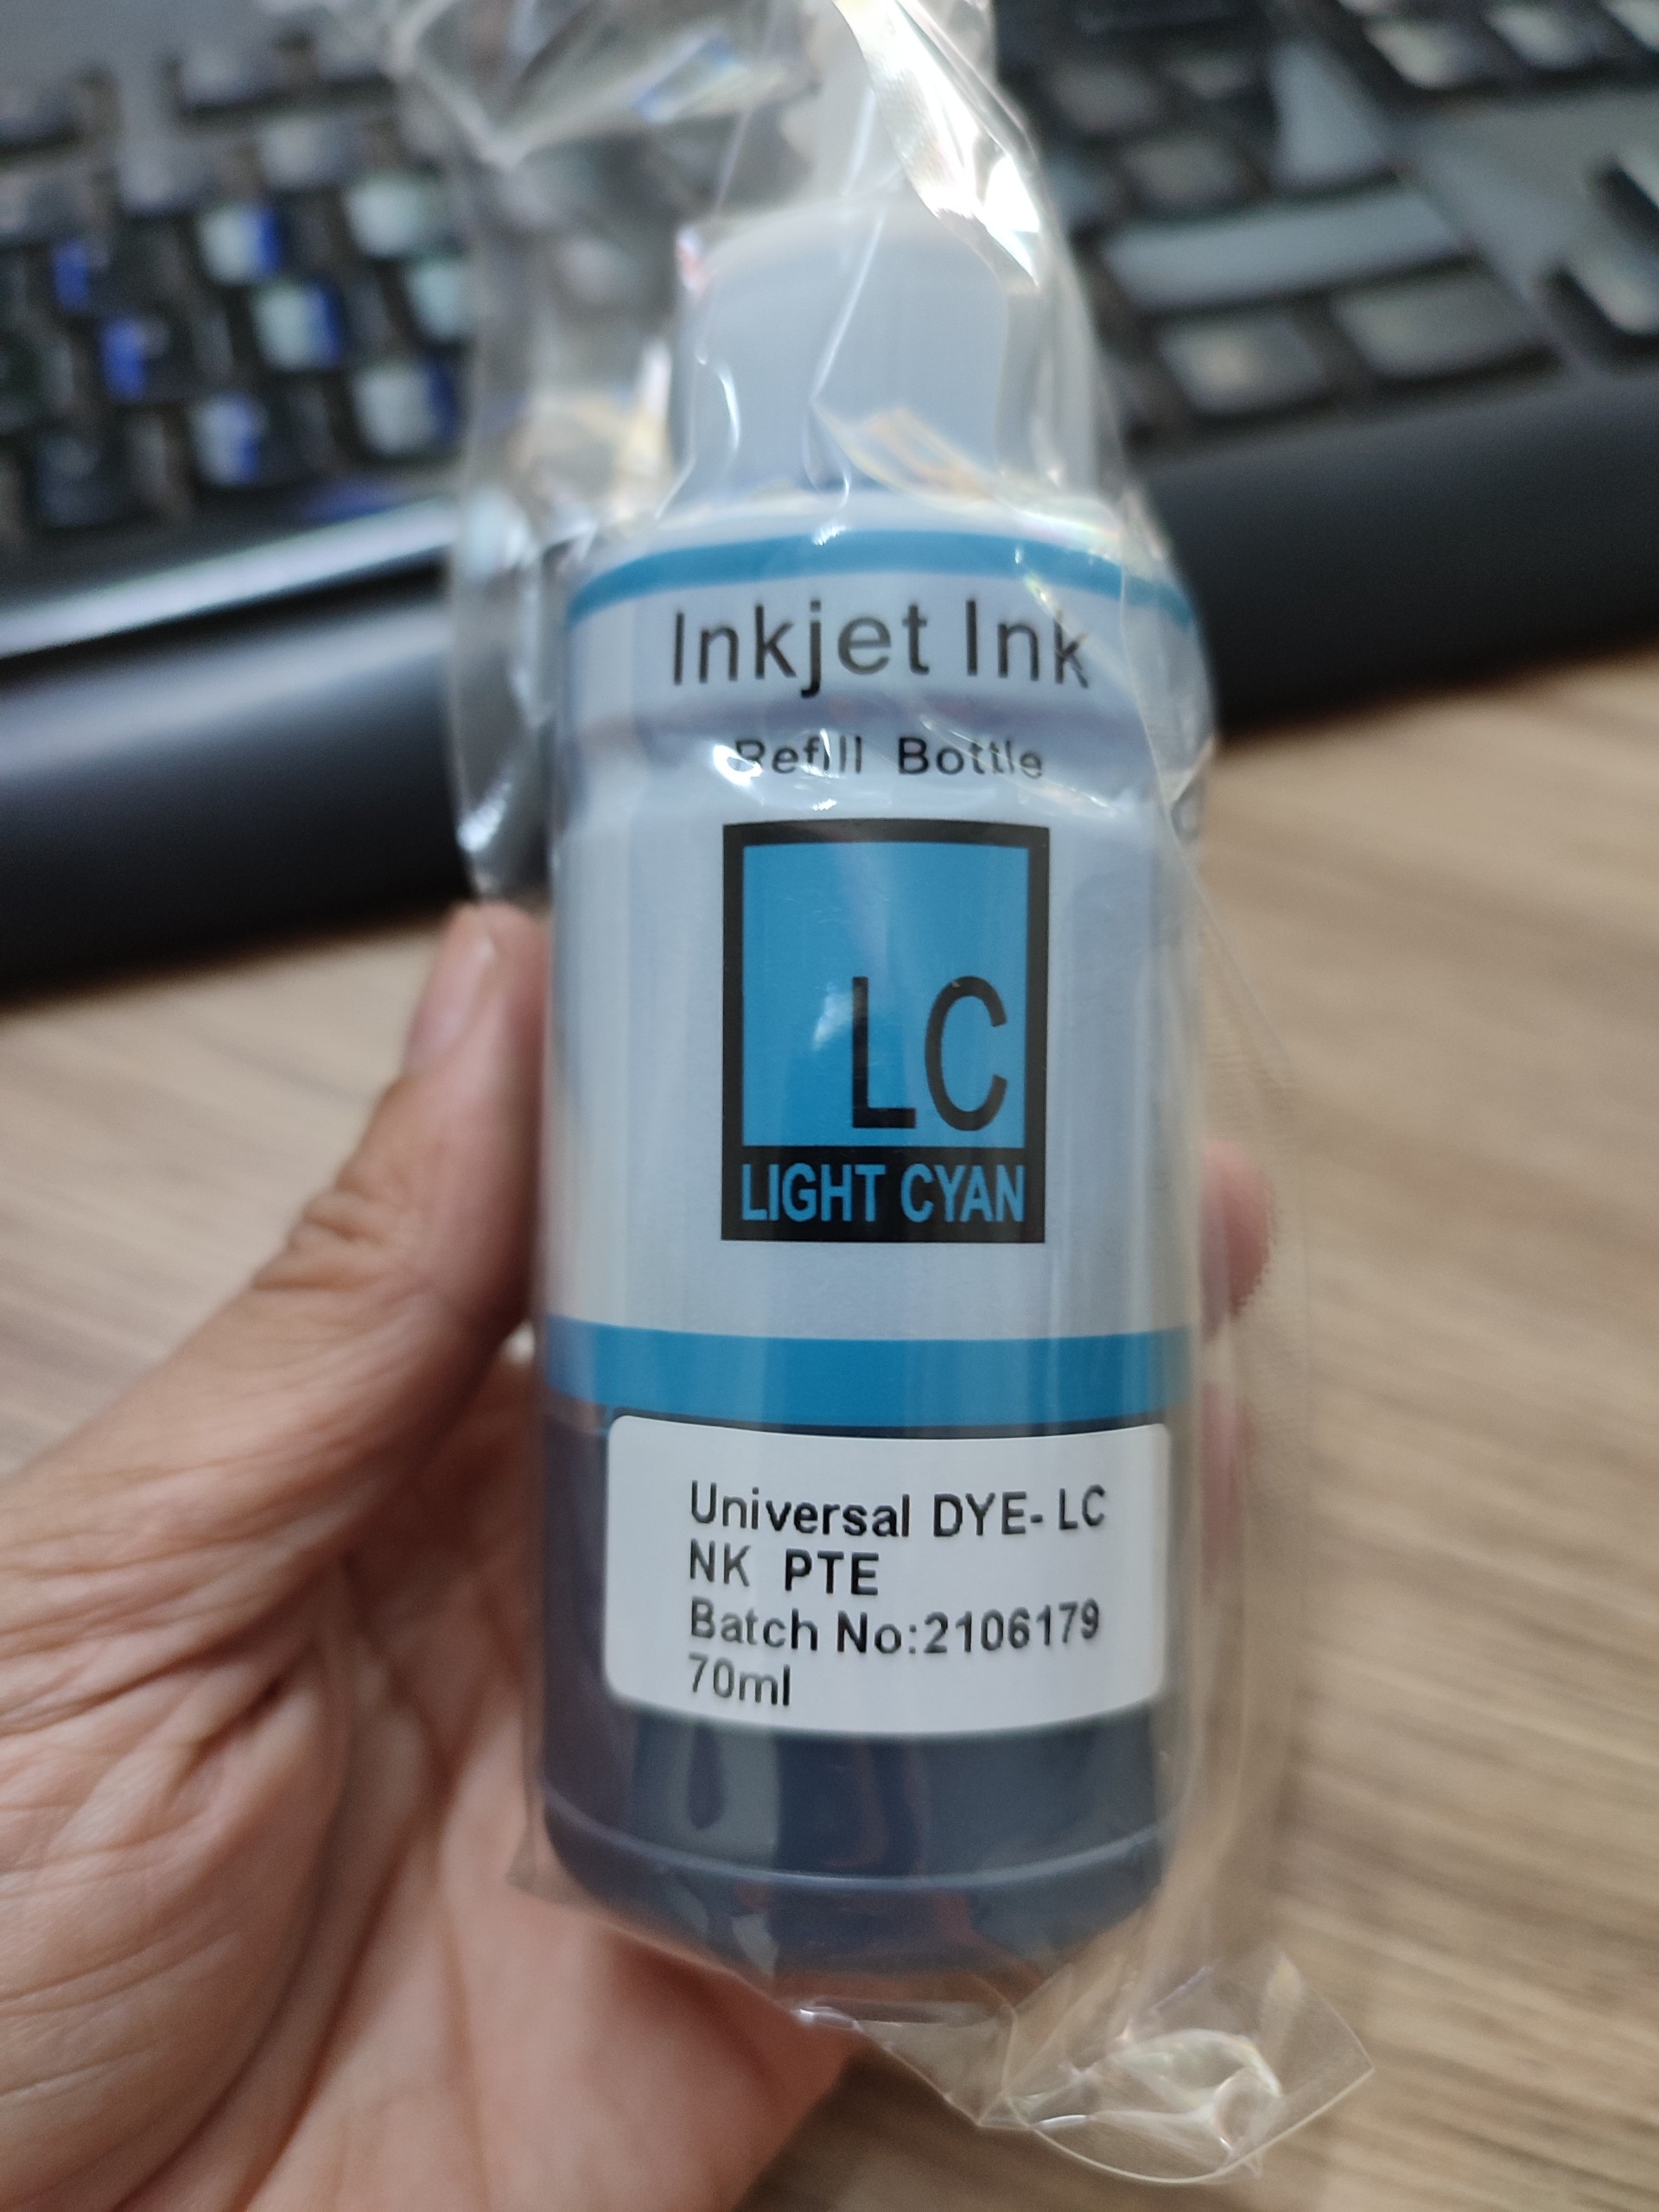 Inkjet Ink
Refill Bottle
LC
LIGHT CYAN
Universal DYE- LC
NK PTE
Batch No:2106179
70ml